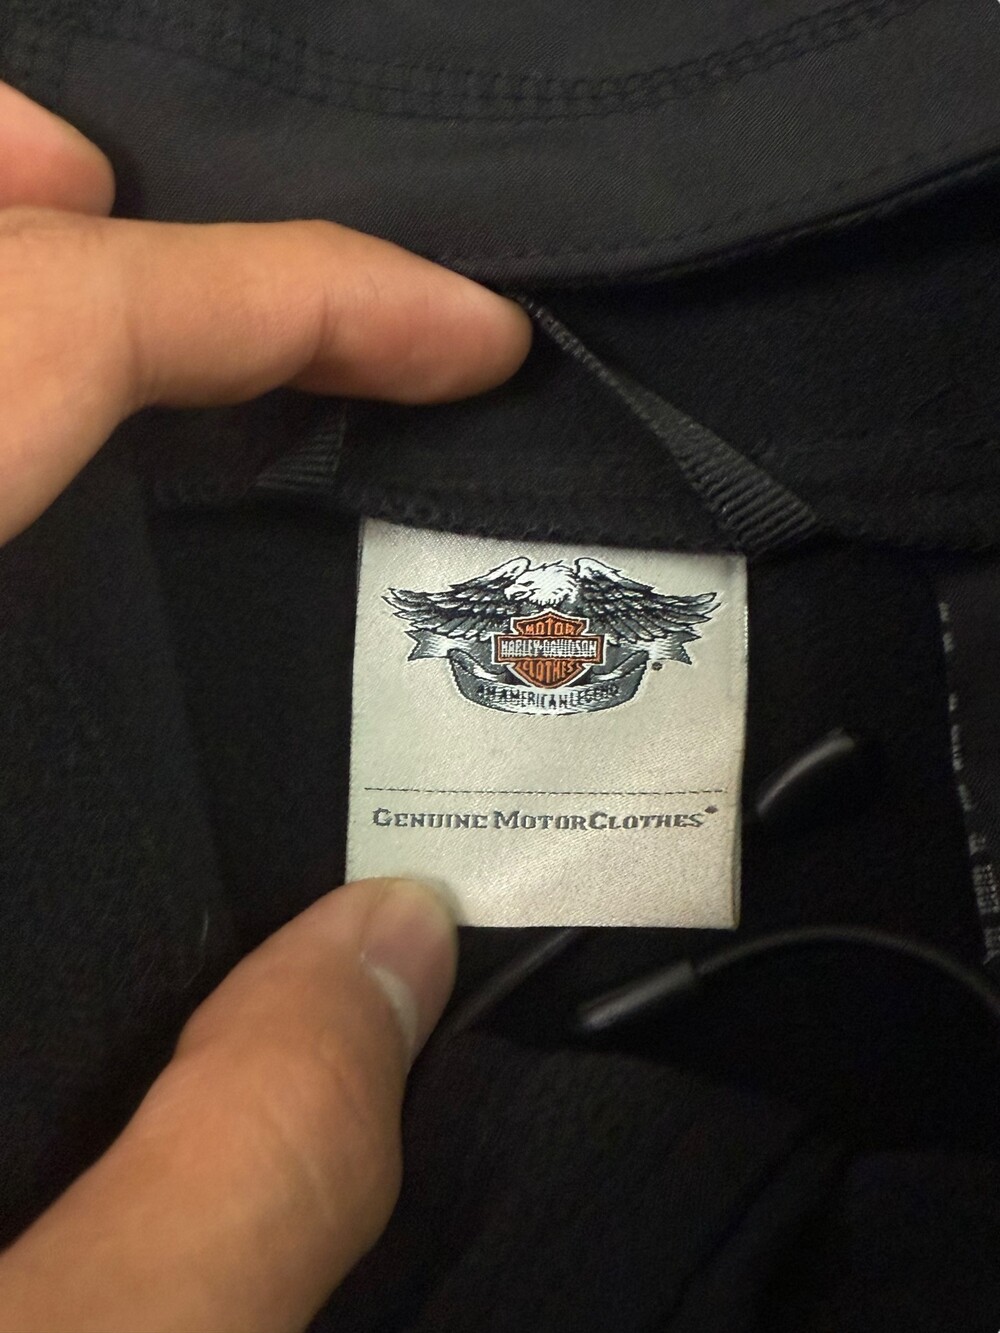 MOTOR
HARLEY-DAVIDSON
CLOTHES
AN AMERICAN LEGEND
®
GENUINE MOTORCLOTHES®